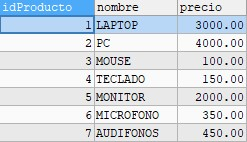 idProducto nombre precio
1 LAPTOP 3000.00
2 PC 4000.00
3 MOUSE 100.00
4 TECLADO 150.00
5 MONITOR 2000.00
6 MICROFONO 350.00
7 AUDIFONOS 450.00